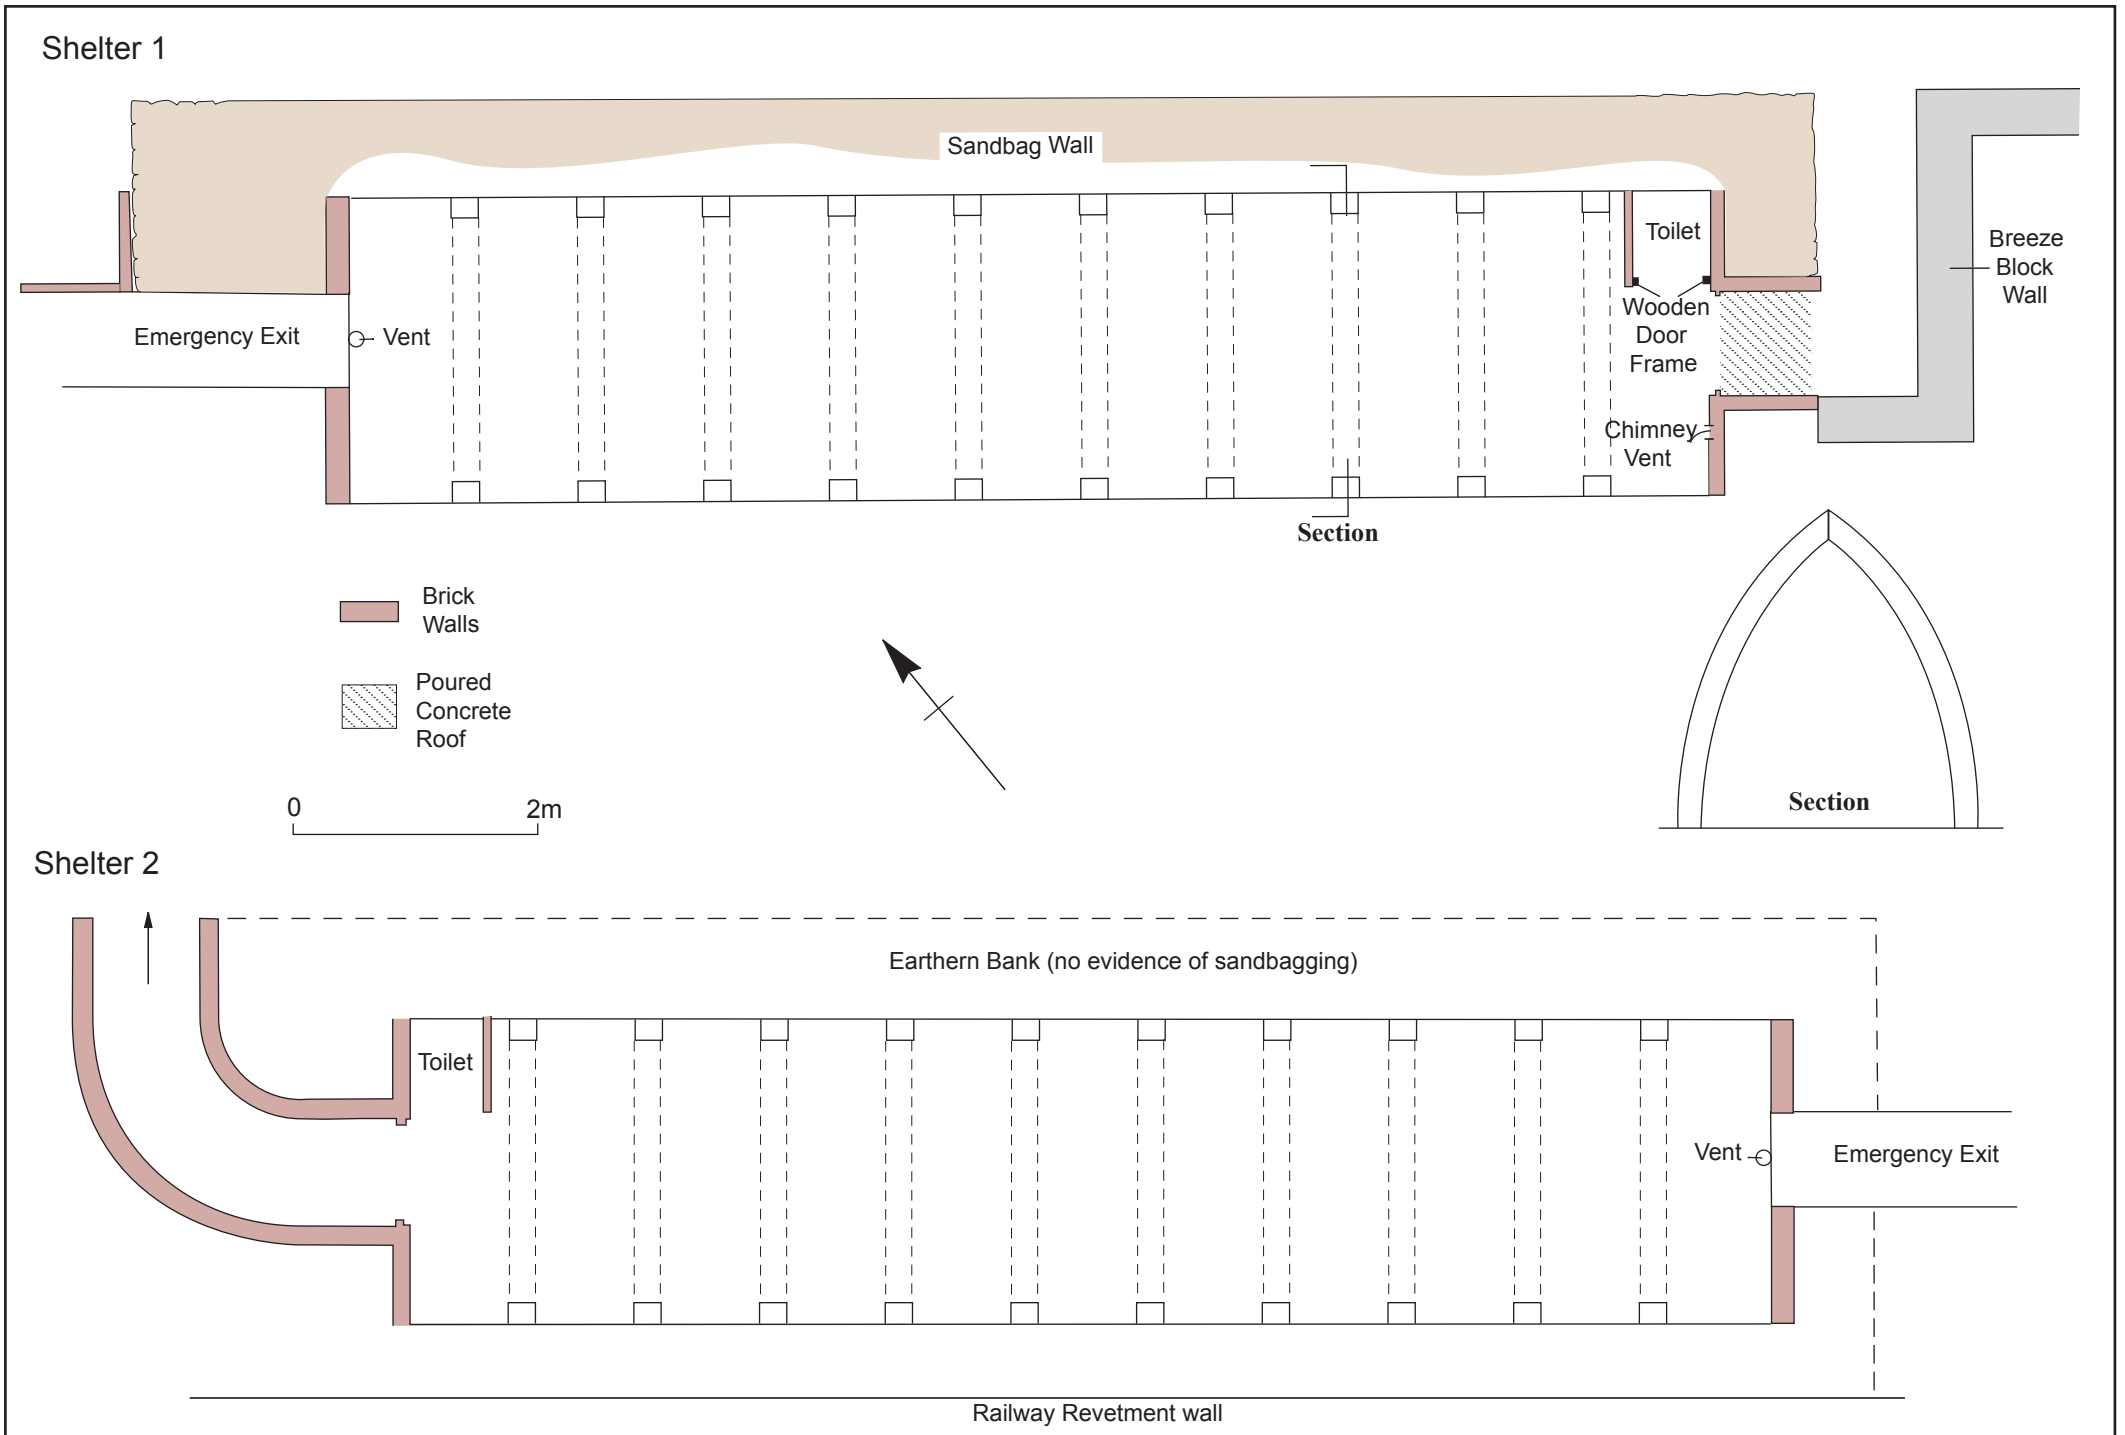 Shelter 1
Sandbag Wall
Toilet
Breeze
Block
Wall
Wooden
Door
Frame
Emergency Exit
Vent
Chimney
Vent
Section
Brick
Walls
Poured
Concrete
Roof
Section
0
2m
Shelter 2
Earthern Bank (no evidence of sandbagging)
Toilet
Vent
Emergency Exit
Railway Revetment wall